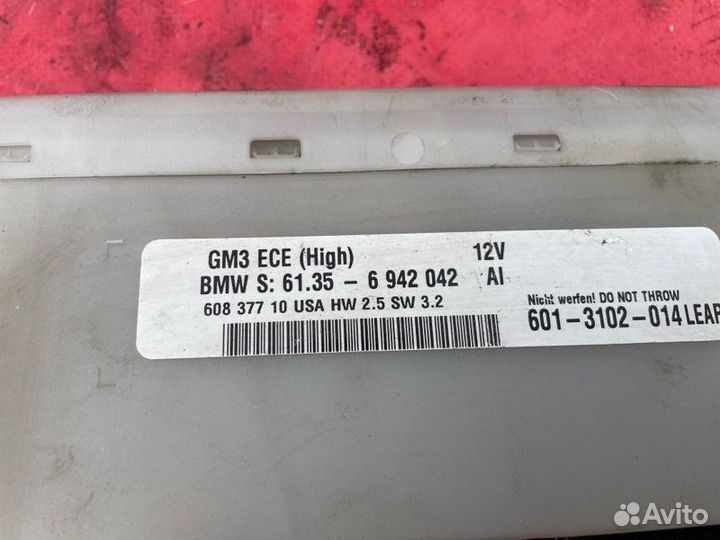 GM3 ECE (High) 12V
BMW S: 61.35 - 6 942 042 AI
608 377 10 USA HW 2.5 SW 3.2
Nicht werfen! DO NOT THROW
601-3102-014 LEAR
Avito